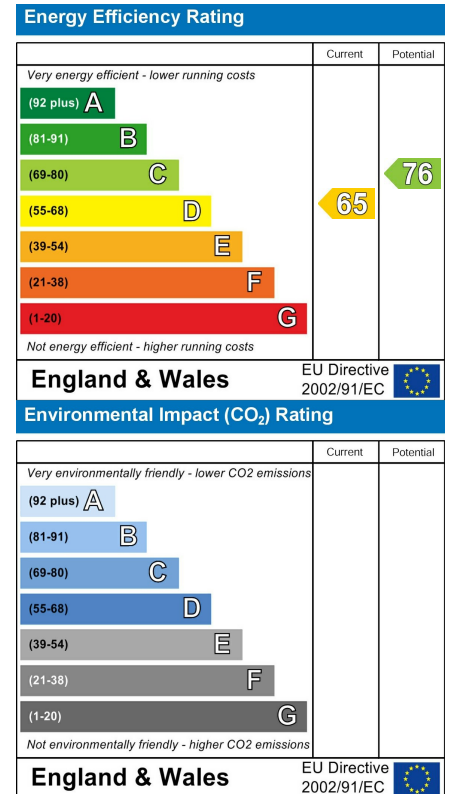 Energy Efficiency Rating
Current Potential
Very energy efficient - lower running costs
(92 plus) A
(81-91) B
(69-80) C
(55-68) D
(39-54) E
(21-38) F
(1-20) G
65
76
Not energy efficient - higher running costs
England & Wales
EU Directive
2002/91/EC
Environmental Impact (CO₂) Rating
Current Potential
Very environmentally friendly - lower CO2 emissions
(92 plus) A
(81-91) B
(69-80) C
(55-68) D
(39-54) E
(21-38) F
(1-20) G
Not environmentally friendly - higher CO2 emissions
England & Wales
EU Directive
2002/91/EC